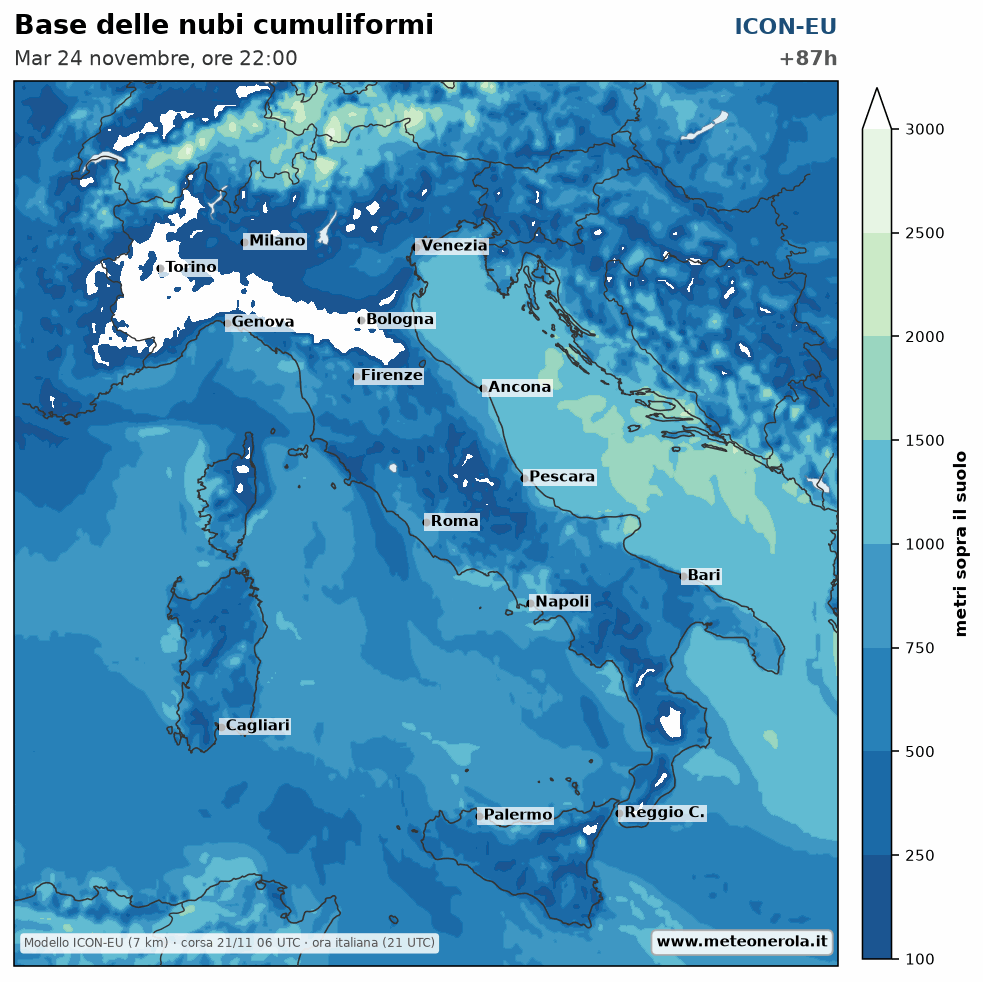 Base delle nubi cumuliformi
ICON-EU
Mar 24 novembre, ore 22:00
+87h
Milano
Venezia
Torino
Genova
Bologna
Firenze
Ancona
Pescara
Roma
Bari
Napoli
Cagliari
Palermo
Reggio C.
3000
2500
2000
1500
1000
750
500
250
100
metri sopra il suolo
Modello ICON-EU (7 km) · corsa 21/11 06 UTC · ora italiana (21 UTC)
www.meteonerola.it